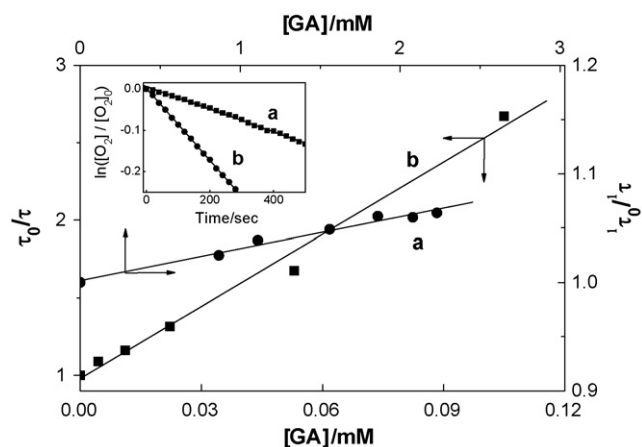 [GA]/mM
0 1 2 3
3
2
1
τ₀/τ
1.2
1.15
1.1
1.0
0.9
¹τ₀/¹τ
ln([O₂] / [O₂]₀)
0.0
-0.1
-0.2
0 200 400
Time/sec
a
b
b
a
0.00 0.03 0.06 0.09 0.12
[GA]/mM